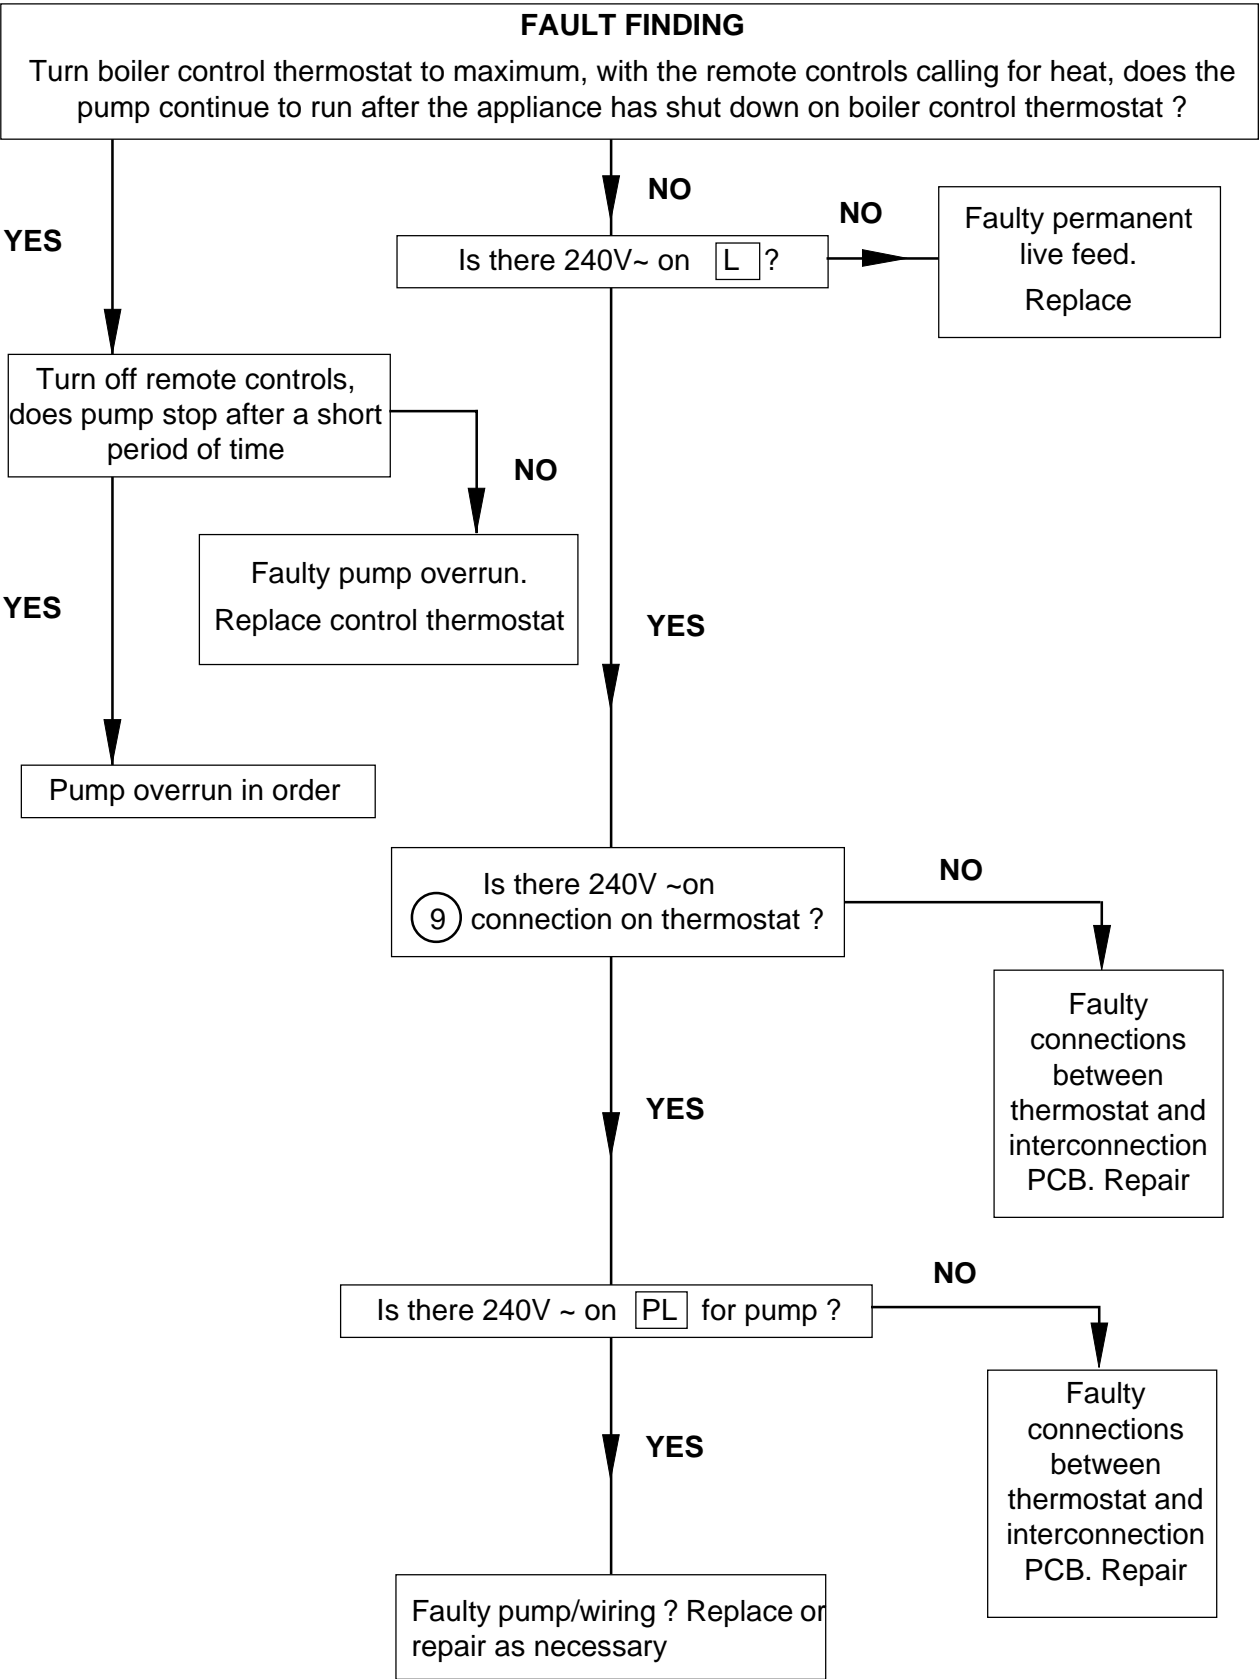 FAULT FINDING
Turn boiler control thermostat to maximum, with the remote controls calling for heat, does the
pump continue to run after the appliance has shut down on boiler control thermostat ?
NO
YES
Is there 240V~ on L ?
NO
Faulty permanent
live feed.
Replace
Turn off remote controls,
does pump stop after a short
period of time
NO
Faulty pump overrun.
Replace control thermostat
YES
YES
Pump overrun in order
Is there 240V ~on
9 connection on thermostat ?
NO
Faulty
connections
between
thermostat and
interconnection
PCB. Repair
YES
Is there 240V ~ on PL for pump ?
NO
Faulty
connections
between
thermostat and
interconnection
PCB. Repair
YES
Faulty pump/wiring ? Replace or
repair as necessary